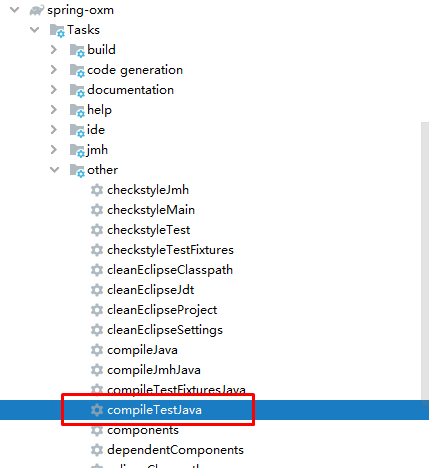 spring-oxm
Tasks
build
code generation
documentation
help
ide
jmh
other
checkstyleJmh
checkstyleMain
checkstyleTest
checkstyleTestFixtures
cleanEclipseClasspath
cleanEclipseJdt
cleanEclipseProject
cleanEclipseSettings
compileJava
compileJmhJava
compileTestFixturesJava
compileTestJava
components
dependentComponents